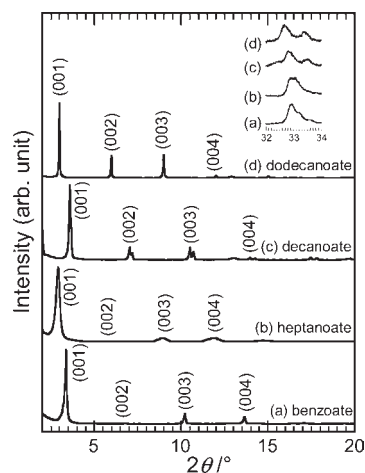 (d)
(c)
(b)
(a)
32 33 34
(001)
(002)
(003)
(004)
(d) dodecanoate
(001)
(002)
(003)
(004)
(c) decanoate
(001)
(002)
(003)
(004)
(b) heptanoate
(001)
(002)
(003)
(004)
(a) benzoate
5 10 15 20
2θ/°
Intensity (arb. unit)